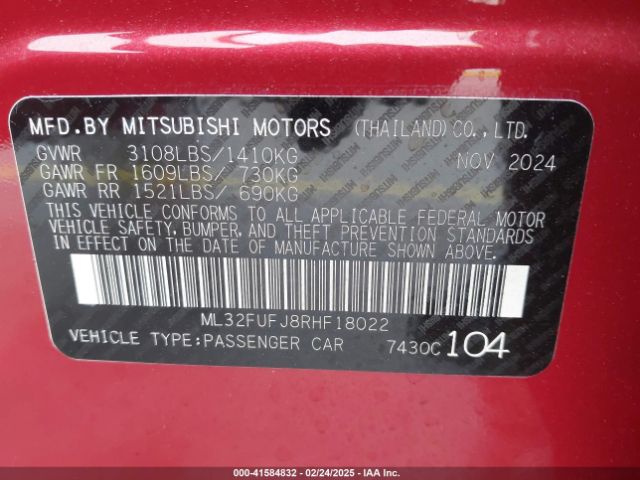 MFD.BY MITSUBISHI MOTORS (THAILAND)CO.,LTD.
GVWR 3108LBS/1410KG NOV 2024
GAWR FR 1609LBS/ 730KG
GAWR RR 1521LBS/ 690KG
THIS VEHICLE CONFORMS TO ALL APPLICABLE FEDERAL MOTOR
VEHICLE SAFETY, BUMPER, AND THEFT PREVENTION STANDARDS
IN EFFECT ON THE DATE OF MANUFACTURE SHOWN ABOVE.
ML32FUFJ8RHF18022
VEHICLE TYPE:PASSENGER CAR 7430C 104
000-41584832 - 02/24/2025 - IAA Inc.